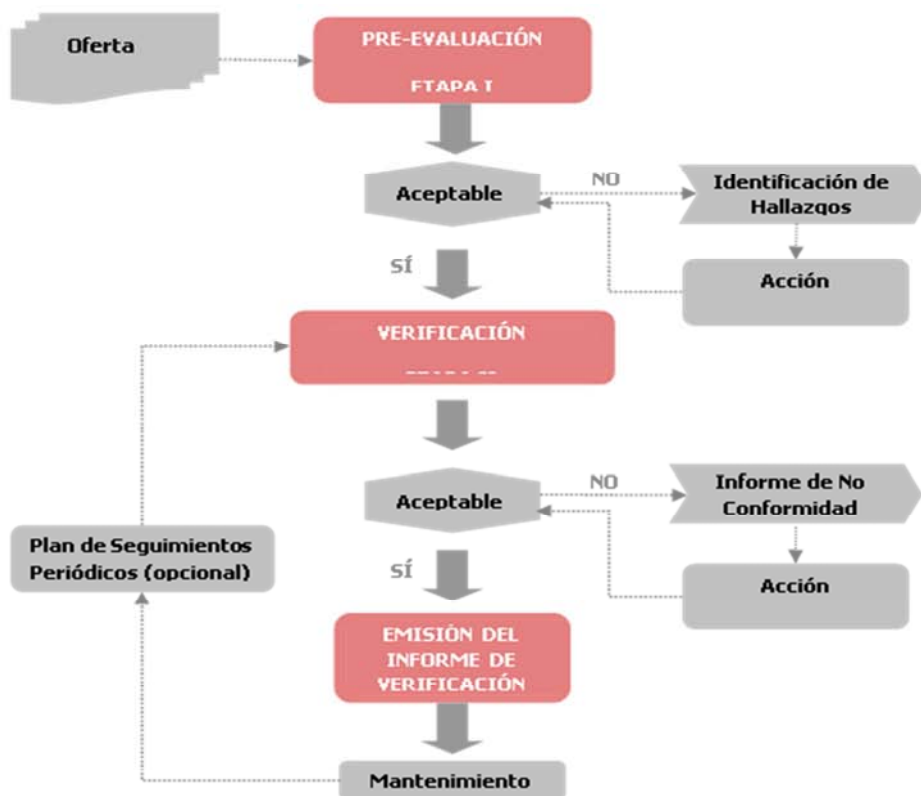 Oferta
PRE-EVALUACIÓN
ETAPA I
Aceptable
NO
Identificación de
Hallazgos
SÍ
Acción
VERIFICACIÓN
Aceptable
NO
Informe de No
Conformidad
Plan de Seguimientos
Periódicos (opcional)
SÍ
Acción
EMISIÓN DEL
INFORME DE
VERIFICACIÓN
Mantenimiento